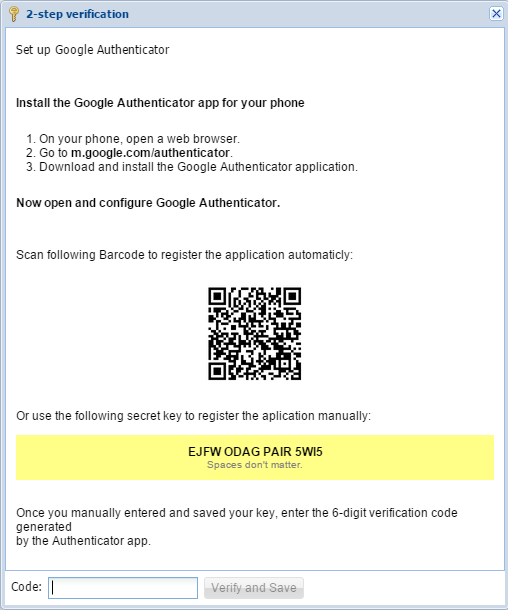 2-step verification
Set up Google Authenticator
Install the Google Authenticator app for your phone
1. On your phone, open a web browser.
2. Go to m.google.com/authenticator.
3. Download and install the Google Authenticator application.
Now open and configure Google Authenticator.
Scan following Barcode to register the application automaticly:
Or use the following secret key to register the aplication manually:
EJFW ODAG PAIR 5WI5
Spaces don't matter.
Once you manually entered and saved your key, enter the 6-digit verification code
generated
by the Authenticator app.
Code:
Verify and Save